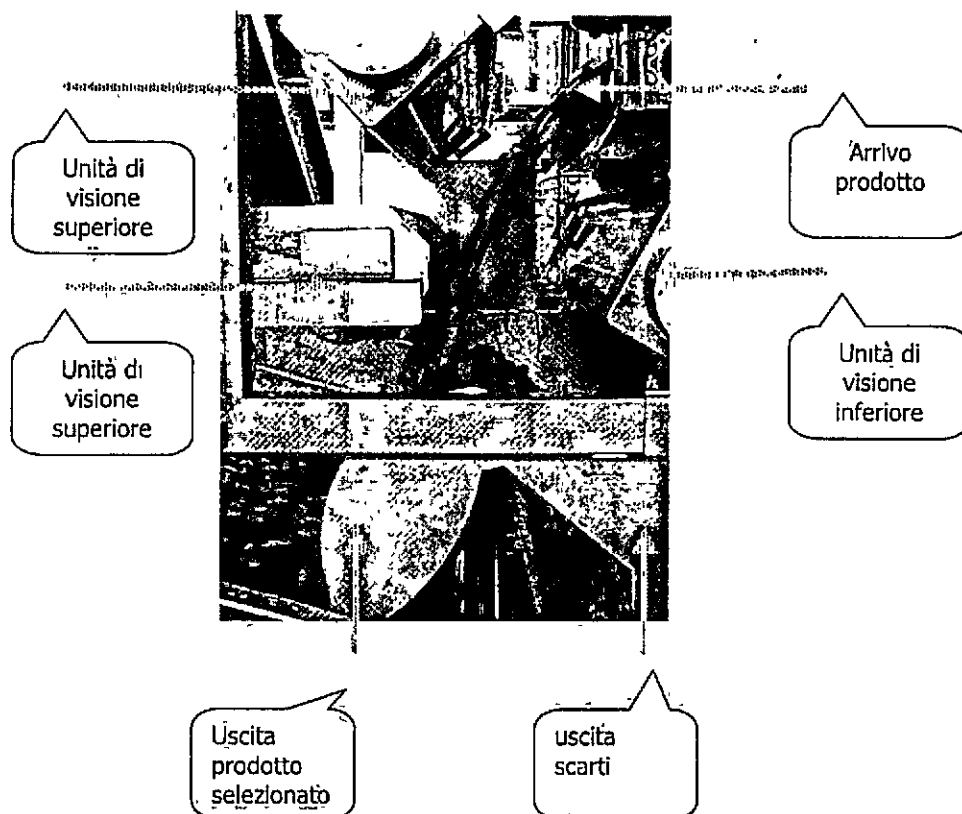 Unità di
visione
superiore
Arrivo
prodotto
Unità di
visione
superiore
Unità di
visione
inferiore
Uscita
prodotto
selezionato
uscita
scarti